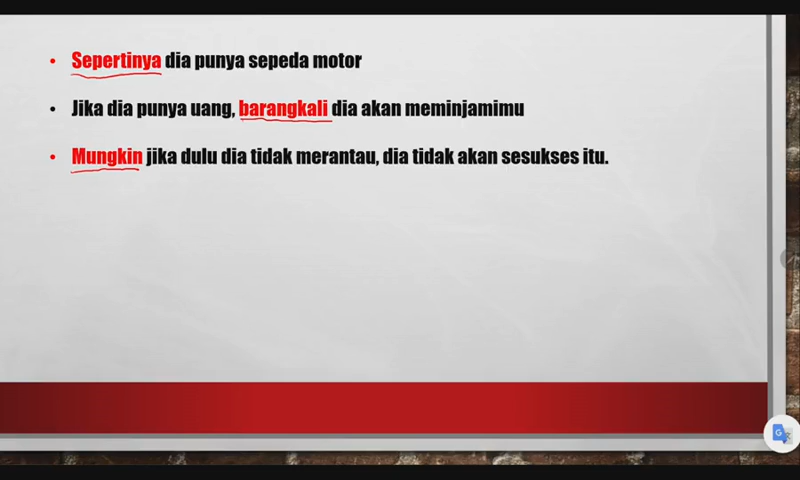 Sepertinya dia punya sepeda motor
Jika dia punya uang, barangkali dia akan meminjamimu
Mungkin jika dulu dia tidak merantau, dia tidak akan sesukses itu.